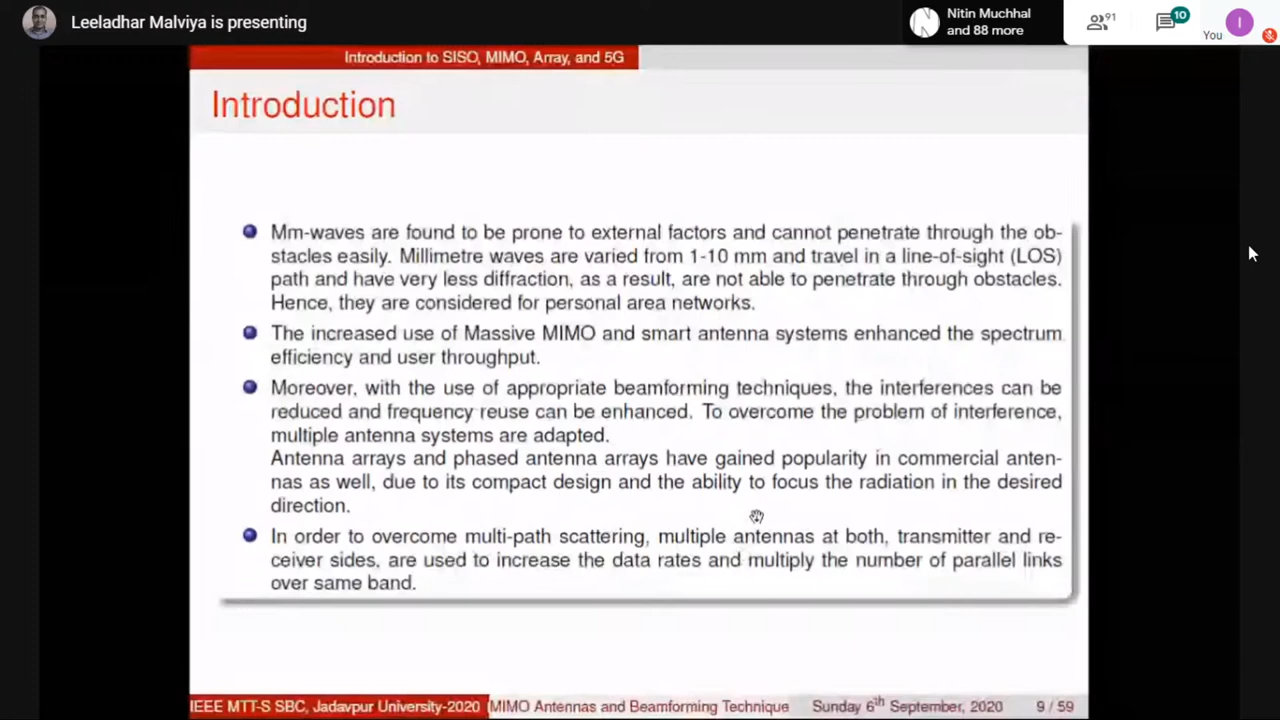 Leeladhar Malviya is presenting
Nitin Muchhal
and 88 more
91
10
I
You
Introduction to SISO, MIMO, Array, and 5G
Introduction
Mm-waves are found to be prone to external factors and cannot penetrate through the ob-
stacles easily. Millimetre waves are varied from 1-10 mm and travel in a line-of-sight (LOS)
path and have very less diffraction, as a result, are not able to penetrate through obstacles.
Hence, they are considered for personal area networks.
The increased use of Massive MIMO and smart antenna systems enhanced the spectrum
efficiency and user throughput.
Moreover, with the use of appropriate beamforming techniques, the interferences can be
reduced and frequency reuse can be enhanced. To overcome the problem of interference,
multiple antenna systems are adapted.
Antenna arrays and phased antenna arrays have gained popularity in commercial anten-
nas as well, due to its compact design and the ability to focus the radiation in the desired
direction.
In order to overcome multi-path scattering, multiple antennas at both, transmitter and re-
ceiver sides, are used to increase the data rates and multiply the number of parallel links
over same band.
IEEE MTT-S SBC, Jadavpur University-2020 (MIMO Antennas and Beamforming Technique Sunday 6th September, 2020 9 / 59